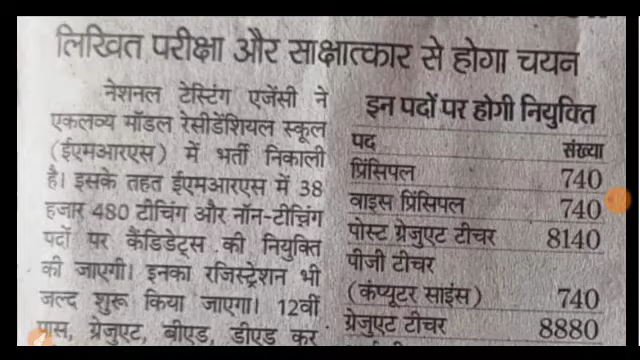 लिखित परीक्षा और साक्षात्कार से होगा चयन
नेशनल टेस्टिंग एजेंसी ने
एकलव्य मॉडल रेसीडेंशियल स्कूल
(ईएमआरएस) में भर्ती निकाली
है। इसके तहत ईएमआरएस में 38
हजार 480 टीचिंग और नॉन-टीच्निंग
पदों पर कैंडिडेट्स की नियुक्ति
की जाएगी। इनका रजिस्ट्रेशन भी
जल्द शुरू किया जाएगा। 12वीं
पास, ग्रेजुएट, बीएड, डीएड कर
इन पदों पर होगी नियुक्ति
पद संख्या
प्रिंसिपल 740
वाइस प्रिंसिपल 740
पोस्ट ग्रेजुएट टीचर 8140
पीजी टीचर
(कंप्यूटर साइंस) 740
ग्रेजुएट टीचर 8880